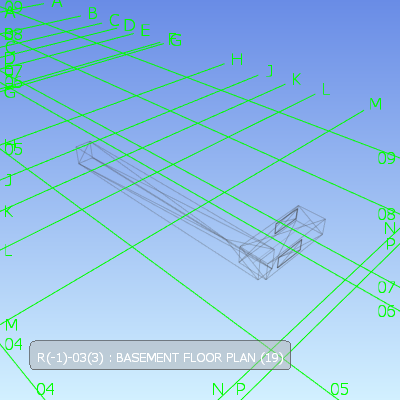 A
B
C
D
F
G
H
J
K
L
M
09
08
N
P
07
06
05
J
K
L
M
04
R(-1)-03(3) : BASEMENT FLOOR PLAN (19)
04
N P
05